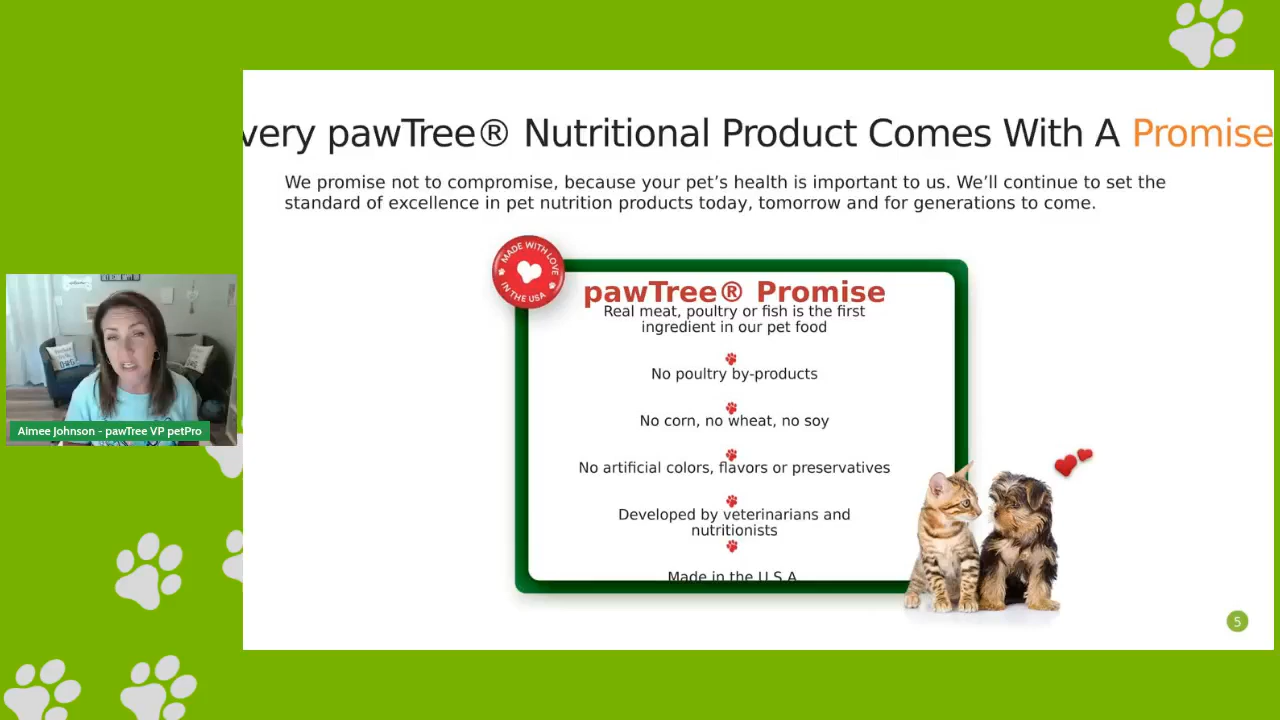 very pawTree® Nutritional Product Comes With A Promise
We promise not to compromise, because your pet’s health is important to us. We’ll continue to set the
standard of excellence in pet nutrition products today, tomorrow and for generations to come.
MADE WITH LOVE
IN THE USA
pawTree® Promise
Real meat, poultry or fish is the first
ingredient in our pet food
No poultry by-products
No corn, no wheat, no soy
No artificial colors, flavors or preservatives
Developed by veterinarians and
nutritionists
Made in the U.S.A.
DOG
DOG
Aimee Johnson - pawTree VP petPro
5